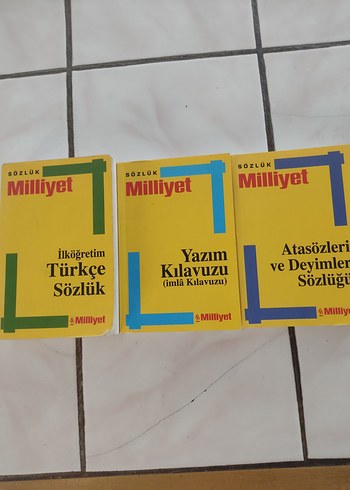 SÖZLÜK
Milliyet
İlköğretim
Türkçe
Sözlük
Milliyet
SÖZLÜK
Milliyet
Yazım
Kılavuzu
(imlâ Kılavuzu)
Milliyet
SÖZLÜK
Milliyet
Atasözleri
ve Deyimler
Sözlüğü
Milliyet